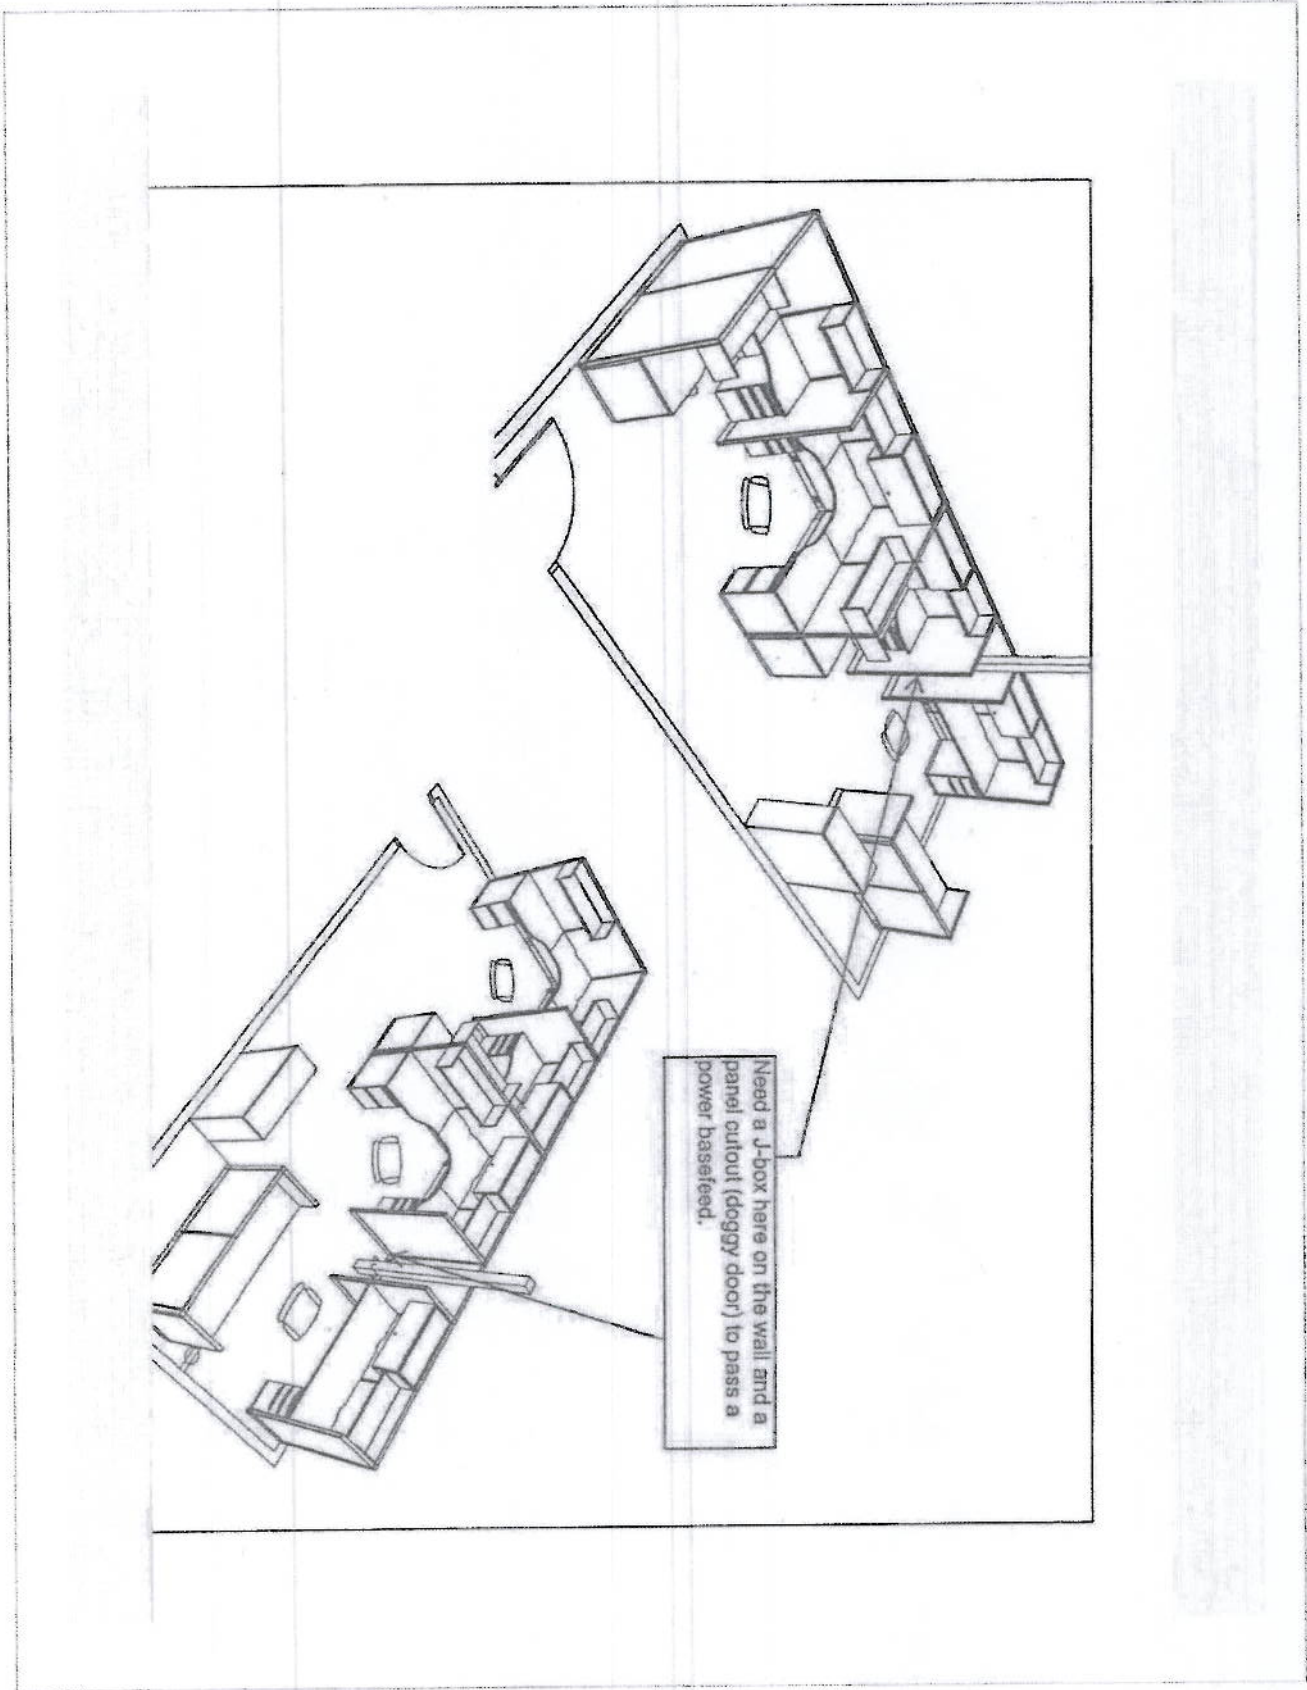 Need a J-box here on the wall and a
panel cutout (doggy door) to pass a
power basefeed.